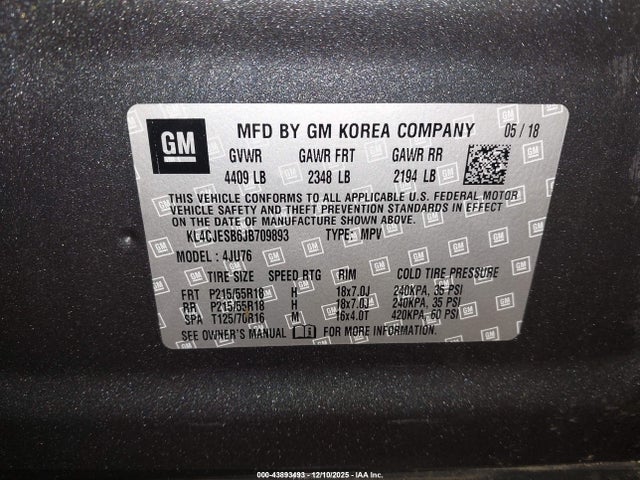 GM MFD BY GM KOREA COMPANY 05/18
GVWR GAWR FRT GAWR RR
4409 LB 2348 LB 2194 LB
THIS VEHICLE CONFORMS TO ALL APPLICABLE U.S. FEDERAL MOTOR
VEHICLE SAFETY AND THEFT PREVENTION STANDARDS IN EFFECT
ON THE DATE OF MANUFACTURE SHOWN ABOVE.
KL4CJESB6JB709893 TYPE: MPV
MODEL: 4JU76
TIRE SIZE SPEED RTG RIM COLD TIRE PRESSURE
FRT P215/55R18 H 18x7.0J 240KPA, 35 PSI
RR P215/55R18 H 18x7.0J 240KPA, 35 PSI
SPA T125/70R16 M 16x4.0T 420KPA, 60 PSI
SEE OWNER'S MANUAL FOR MORE INFORMATION.
000-43893493 - 12/10/2025 - IAA Inc.